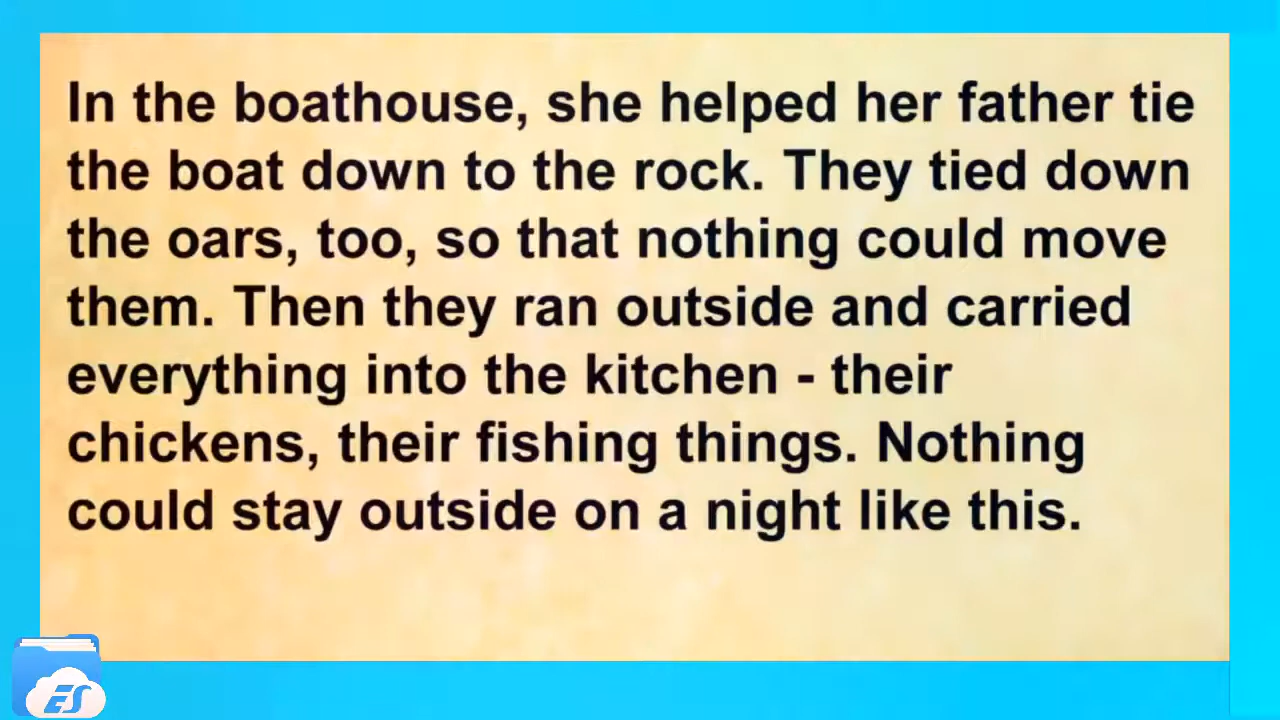 In the boathouse, she helped her father tie
the boat down to the rock. They tied down
the oars, too, so that nothing could move
them. Then they ran outside and carried
everything into the kitchen - their
chickens, their fishing things. Nothing
could stay outside on a night like this.
ES